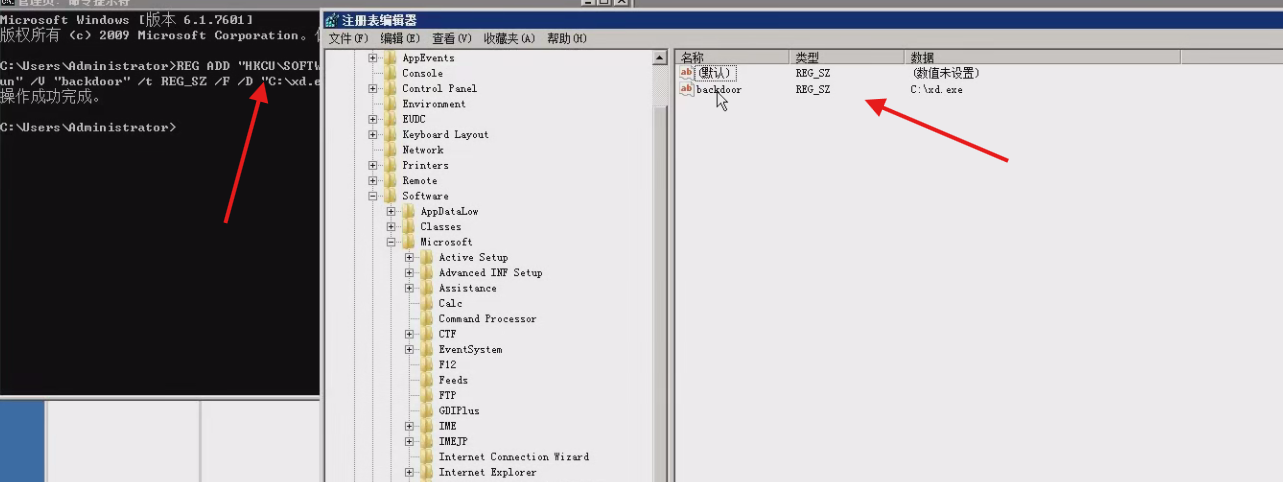 管理员: 命令提示符
Microsoft Windows [版本 6.1.7601]
版权所有 (c) 2009 Microsoft Corporation。
C:\Users\Administrator>REG ADD "HKCU\SOFTW
un" /V "backdoor" /t REG_SZ /F /D "C:\xd.e
操作成功完成。
C:\Users\Administrator>
注册表编辑器
文件(F) 编辑(E) 查看(V) 收藏夹(A) 帮助(H)
AppEvents
Console
Control Panel
Environment
EUDC
Keyboard Layout
Network
Printers
Remote
Software
AppDataLow
Classes
Microsoft
Active Setup
Advanced INF Setup
Assistance
Calc
Command Processor
CTF
EventSystem
F12
Feeds
FTP
GDIPlus
IME
IMEJP
Internet Connection Wizard
Internet Explorer
名称 类型 数据
(默认) REG_SZ (数值未设置)
backdoor REG_SZ C:\xd.exe